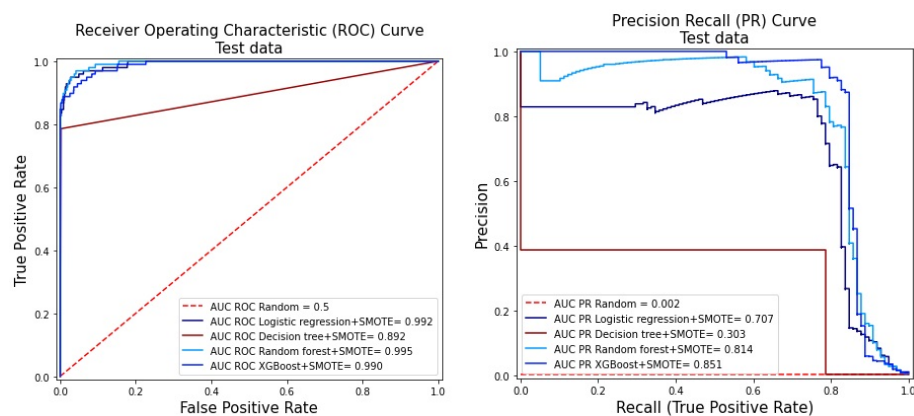 Receiver Operating Characteristic (ROC) Curve
Test data
1.0
0.8
0.6
0.4
0.2
0.0
True Positive Rate
AUC ROC Random = 0.5
AUC ROC Logistic regression+SMOTE= 0.992
AUC ROC Decision tree+SMOTE= 0.892
AUC ROC Random forest+SMOTE= 0.995
AUC ROC XGBoost+SMOTE= 0.990
0.0 0.2 0.4 0.6 0.8 1.0
False Positive Rate
Precision Recall (PR) Curve
Test data
1.0
0.8
0.6
0.4
0.2
0.0
Precision
AUC PR Random = 0.002
AUC PR Logistic regression+SMOTE= 0.707
AUC PR Decision tree+SMOTE= 0.303
AUC PR Random forest+SMOTE= 0.814
AUC PR XGBoost+SMOTE= 0.851
0.0 0.2 0.4 0.6 0.8 1.0
Recall (True Positive Rate)